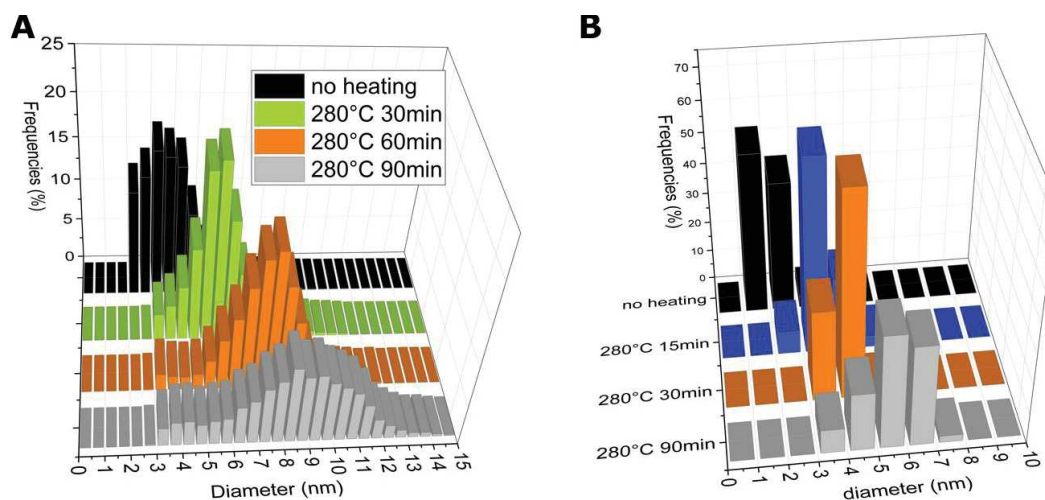 A
25
20
15
10
5
0
Frequencies (%)
no heating
280°C 30min
280°C 60min
280°C 90min
0 1 2 3 4 5 6 7 8 9 10 11 12 13 14 15
Diameter (nm)
B
70
60
50
40
30
20
10
0
Frequencies (%)
no heating
280°C 15min
280°C 30min
280°C 90min
0 1 2 3 4 5 6 7 8 9 10
diameter (nm)